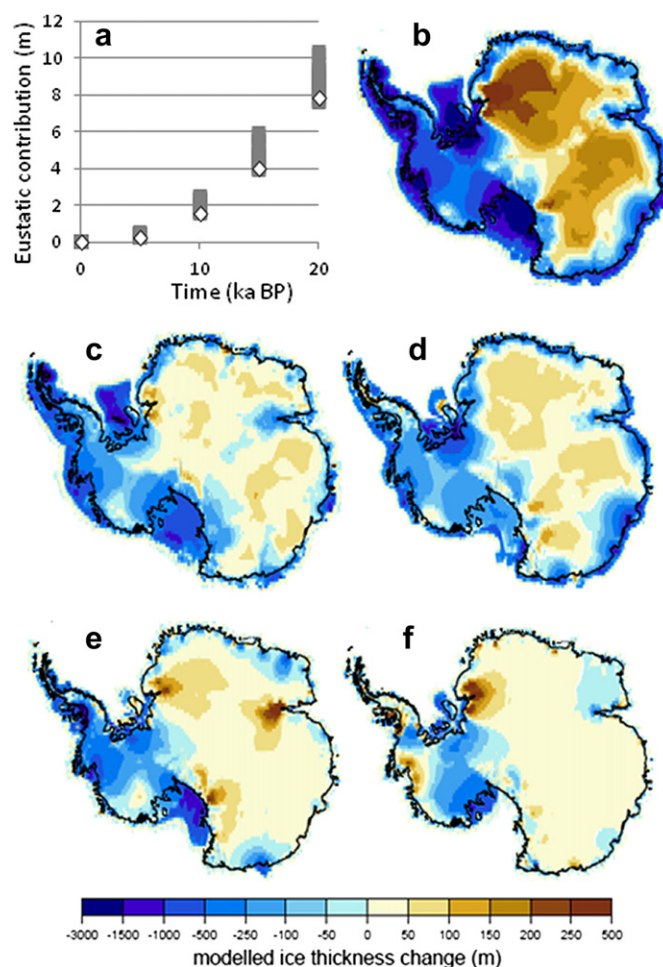 a
b
Eustatic contribution (m)
12
10
8
6
4
2
0
0
10
20
Time (ka BP)
c
d
e
f
-3000 -1500 -1000 -500 -250 -100 -50 0 50 100 150 200 250 500
modelled ice thickness change (m)